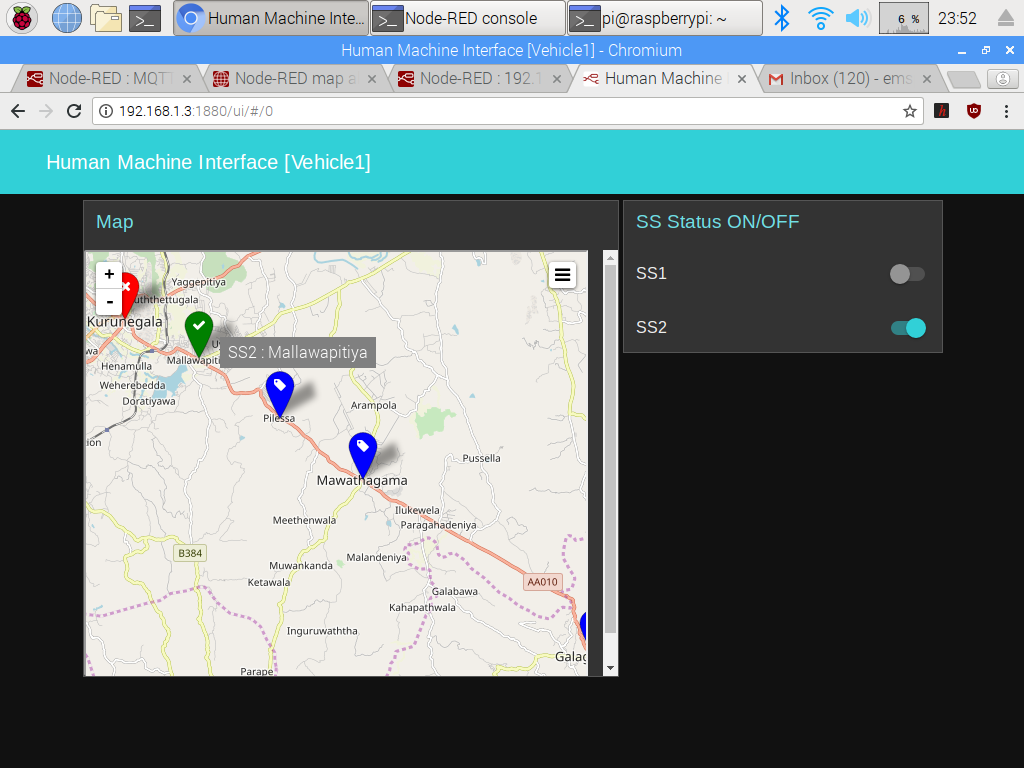 Human Machine Inte...
Node-RED console
pi@raspberrypi: ~
6 %
23:52
Human Machine Interface [Vehicle1] - Chromium
Node-RED : MQTT
Node-RED map a
Node-RED : 192.1
Human Machine
Inbox (120) - ems
192.168.1.3:1880/ui/#/0
Human Machine Interface [Vehicle1]
Map
SS Status ON/OFF
SS1
SS2
+
-
Yaggepitiya
uththettugala
Kurunegala
wa
Henamulla
Mallawapiti
SS2 : Mallawapitiya
Weherebedda
Doratiyawa
Pilessa
Arampola
ion
Pussella
Mawathagama
Ilukewela
Paragahadeniya
Meethenwala
B384
Malandeniya
Muwankanda
Ketawala
AA010
Galabawa
Kahapathwala
Inguruwaththa
Galag
Parape